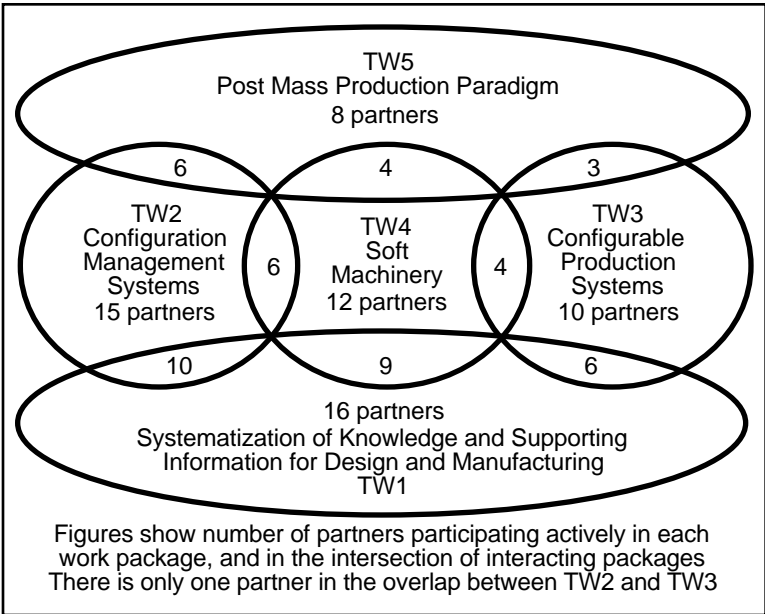 TW5
Post Mass Production Paradigm
8 partners
6
4
3
TW2
Configuration
Management
Systems
15 partners
6
TW4
Soft
Machinery
12 partners
4
TW3
Configurable
Production
Systems
10 partners
10
9
6
16 partners
Systematization of Knowledge and Supporting
Information for Design and Manufacturing
TW1
Figures show number of partners participating actively in each
work package, and in the intersection of interacting packages
There is only one partner in the overlap between TW2 and TW3